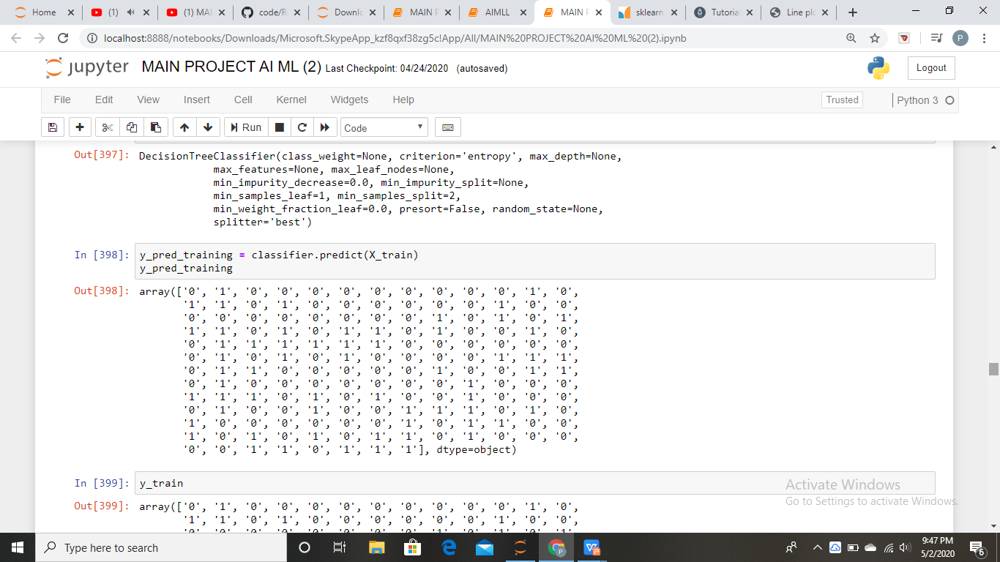 Home
(1)
(1) MAI
code/R
Downlo
MAIN P
AIMLL
MAIN P
sklearn
Tutorial
Line plo
localhost:8888/notebooks/Downloads/Microsoft.SkypeApp_kzf8qxf38zg5c!App/All/MAIN%20PROJECT%20AI%20ML%20(2).ipynb
P
jupyter MAIN PROJECT AI ML (2) Last Checkpoint: 04/24/2020 (autosaved)
Logout
File Edit View Insert Cell Kernel Widgets Help
Trusted
Python 3
Run
Code
Out[397]: DecisionTreeClassifier(class_weight=None, criterion='entropy', max_depth=None,
max_features=None, max_leaf_nodes=None,
min_impurity_decrease=0.0, min_impurity_split=None,
min_samples_leaf=1, min_samples_split=2,
min_weight_fraction_leaf=0.0, presort=False, random_state=None,
splitter='best')
In [398]: y_pred_training = classifier.predict(X_train)
y_pred_training
Out[398]: array(['0', '1', '0', '0', '0', '0', '0', '0', '0', '0', '0', '1', '0',
'1', '1', '0', '1', '0', '0', '0', '0', '0', '0', '1', '0', '0',
'0', '0', '0', '0', '0', '0', '0', '0', '1', '0', '1', '0', '1',
'1', '1', '0', '1', '0', '1', '1', '0', '1', '0', '0', '1', '0',
'0', '1', '1', '1', '1', '1', '1', '0', '0', '0', '0', '0', '0',
'0', '1', '0', '1', '0', '1', '0', '0', '0', '0', '1', '1', '1',
'0', '1', '1', '0', '0', '0', '0', '0', '1', '0', '0', '1', '1',
'0', '1', '0', '0', '0', '0', '0', '0', '0', '1', '0', '0', '0',
'1', '1', '1', '0', '1', '0', '1', '0', '0', '1', '0', '0', '0',
'0', '1', '0', '0', '1', '0', '0', '1', '1', '1', '0', '1', '0',
'1', '0', '0', '0', '0', '0', '0', '1', '0', '1', '1', '0', '0',
'1', '0', '1', '0', '1', '0', '1', '1', '0', '1', '0', '0', '0',
'0', '0', '1', '1', '0', '1', '1', '1'], dtype=object)
In [399]: y_train
Out[399]: array(['0', '1', '0', '0', '0', '0', '0', '0', '0', '0', '0', '1', '0',
'1', '1', '0', '1', '0', '0', '0', '0', '0', '0', '1', '0', '0',
Activate Windows
Go to Settings to activate Windows.
Type here to search
P
9:47 PM
5/2/2020
6